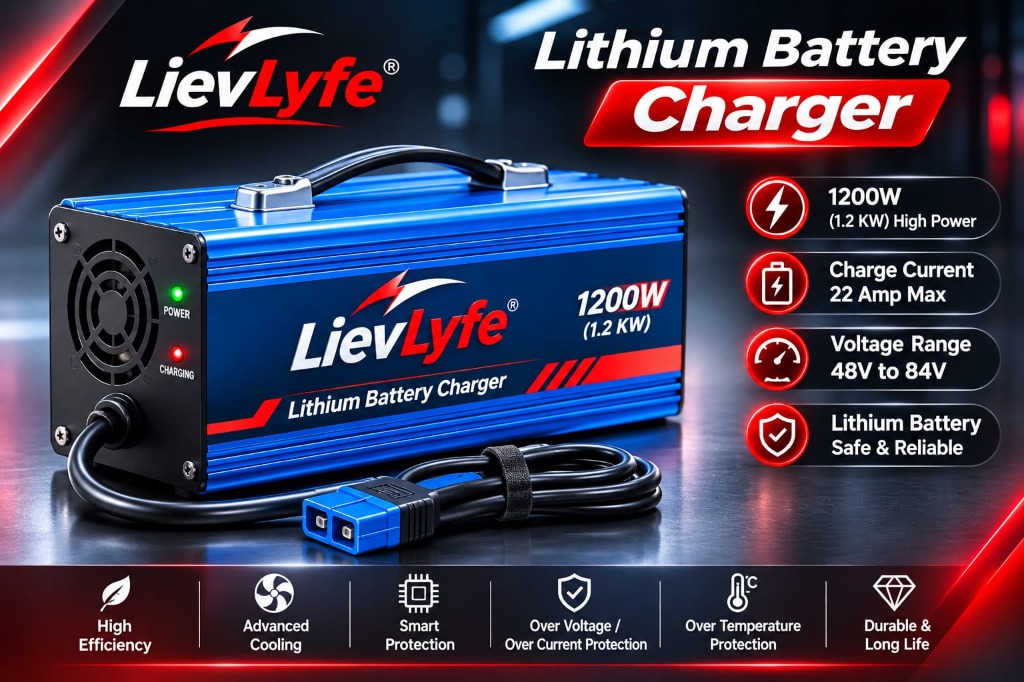 LievLyfe®
Lithium Battery
Charger
1200W
(1.2 KW) High Power
Charge Current
22 Amp Max
Voltage Range
48V to 84V
Lithium Battery
Safe & Reliable
POWER
CHARGING
LievLyfe®
Lithium Battery Charger
1200W
(1.2 KW)
High
Efficiency
Advanced
Cooling
Smart
Protection
Over Voltage /
Over Current Protection
°C
Over Temperature
Protection
Durable &
Long Life